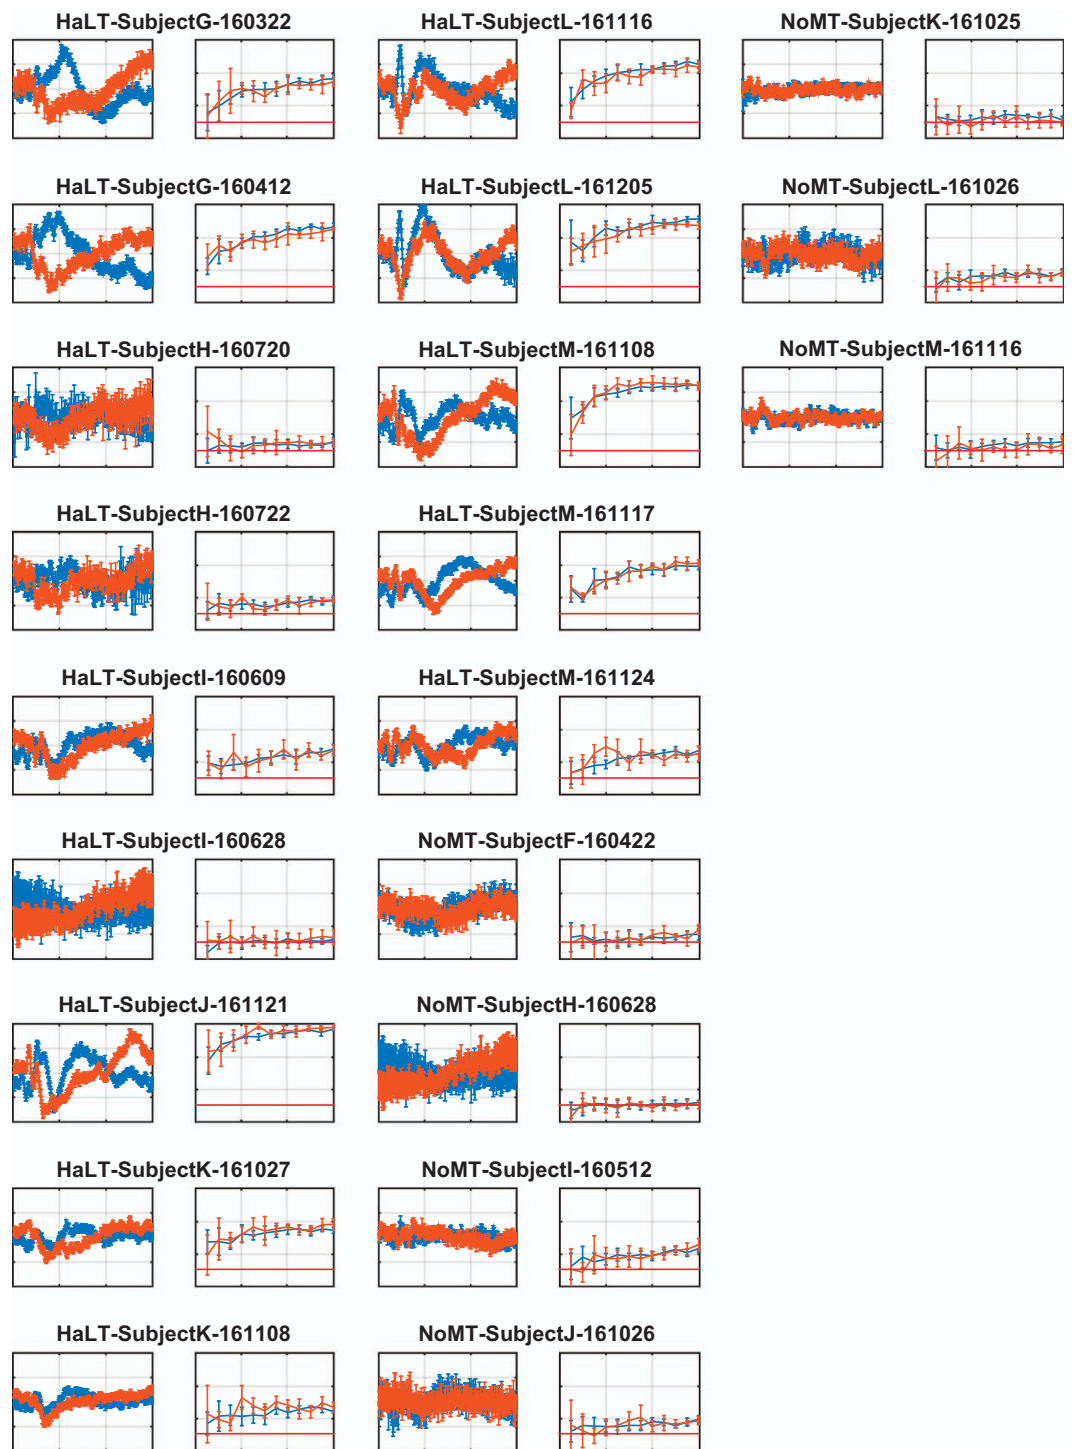 HaLT-SubjectG-160322
HaLT-SubjectL-161116
NoMT-SubjectK-161025
HaLT-SubjectG-160412
HaLT-SubjectL-161205
NoMT-SubjectL-161026
HaLT-SubjectH-160720
HaLT-SubjectM-161108
NoMT-SubjectM-161116
HaLT-SubjectH-160722
HaLT-SubjectM-161117
HaLT-SubjectI-160609
HaLT-SubjectM-161124
HaLT-SubjectI-160628
NoMT-SubjectF-160422
HaLT-SubjectJ-161121
NoMT-SubjectH-160628
HaLT-SubjectK-161027
NoMT-SubjectI-160512
HaLT-SubjectK-161108
NoMT-SubjectJ-161026